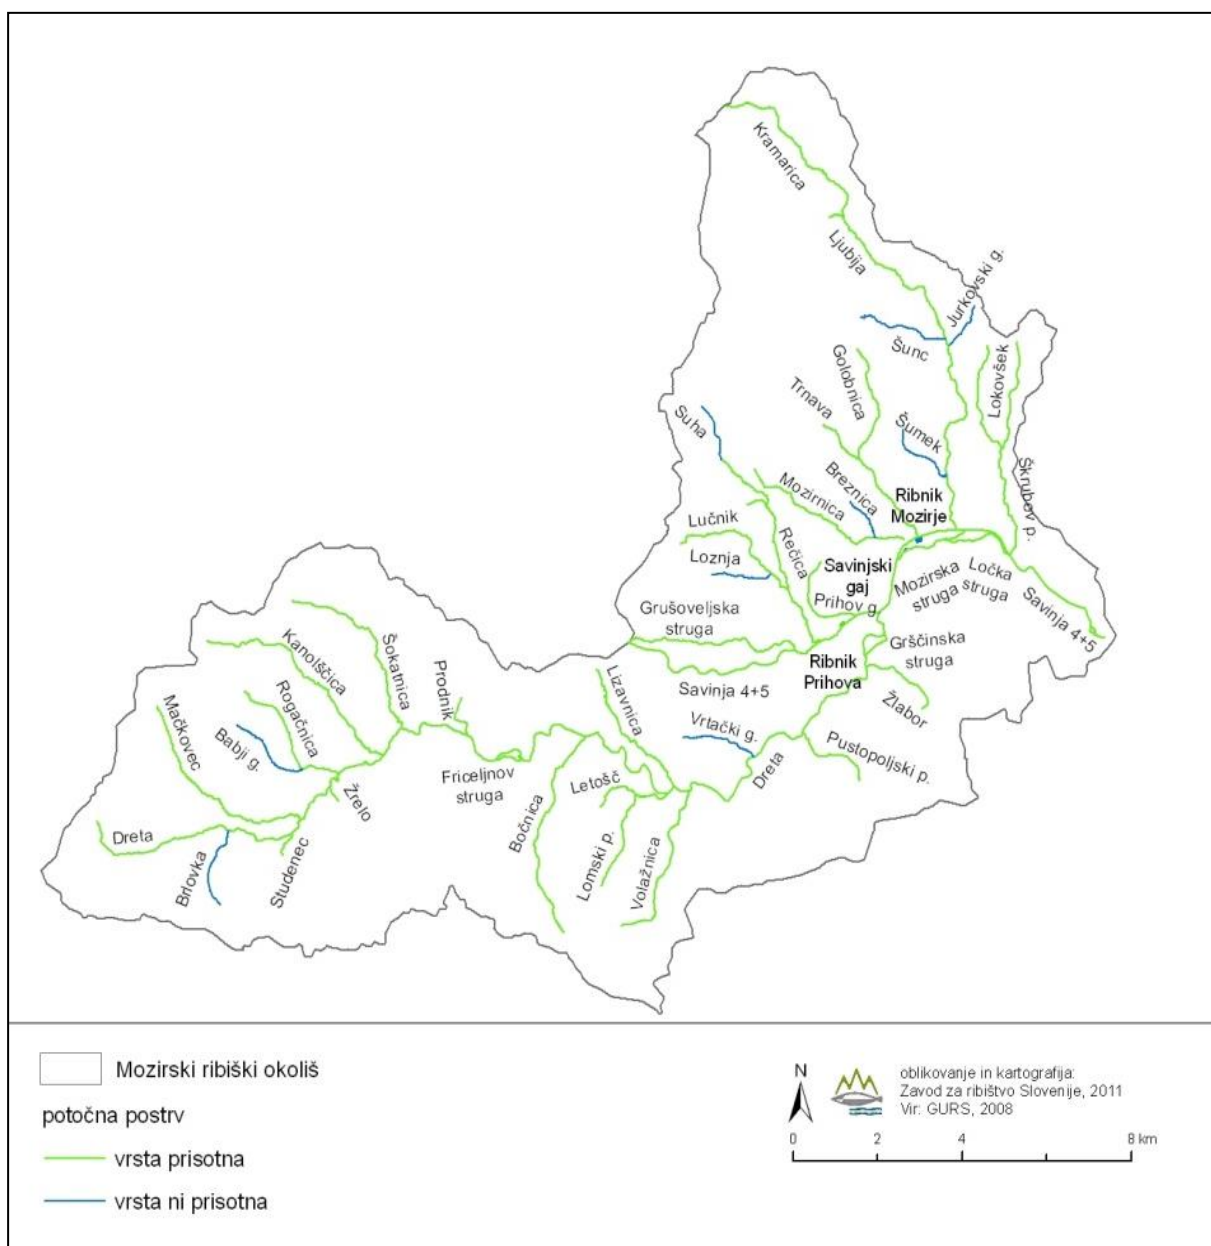 Kramarica
Ljubija
Jurkovski g.
Šunc
Golobnica
Trnava
Lokovšek
Suha
Šumek
Breznica
Mozirnica
Ribnik
Mozirje
Škrubov p.
Lučnik
Rečica
Loznja
Savinjski
gaj
Mozirska
struga
Ločka
struga
Savinja 4+5
Prihov g.
Grušoveljska
struga
Grščinska
struga
Ribnik
Prihova
Savinja 4+5
Žlabor
Kanolščica
Šokatnica
Prodnik
Lizavnica
Rogačnica
Mačkovec
Babji g.
Vrtački g.
Pustopoljski p.
Dreta
Friceljnov
struga
Letošč
Žrelo
Bočnica
Dreta
Brlovka
Studenec
Lomski p.
Volažnica
Mozirski ribiški okoliš
potočna postrv
vrsta prisotna
vrsta ni prisotna
N
oblikovanje in kartografija:
Zavod za ribištvo Slovenije, 2011
Vir: GURS, 2008
0 2 4 8 km